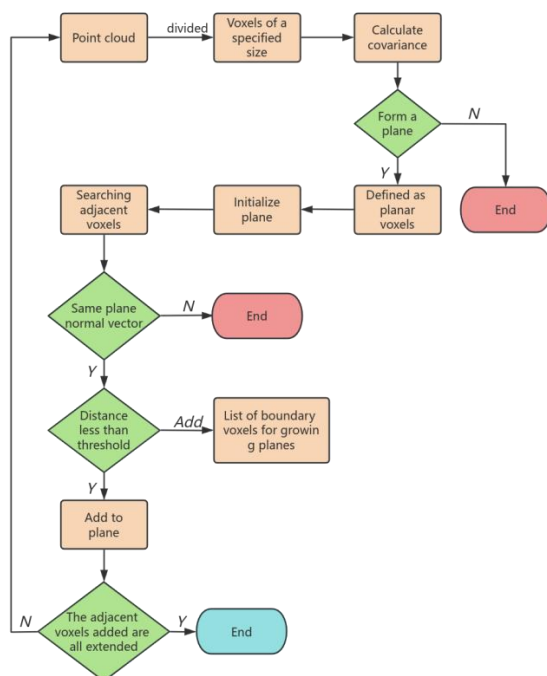 Point cloud
divided
Voxels of a
specified
size
Calculate
covariance
Form a
plane
N
Y
End
Defined as
planar
voxels
Initialize
plane
Searching
adjacent
voxels
Same plane
normal vector
N
End
Y
Distance
less than
threshold
Add
List of boundary
voxels for growin
g planes
Y
Add to
plane
The adjacent
voxels added are
all extended
N
Y
End